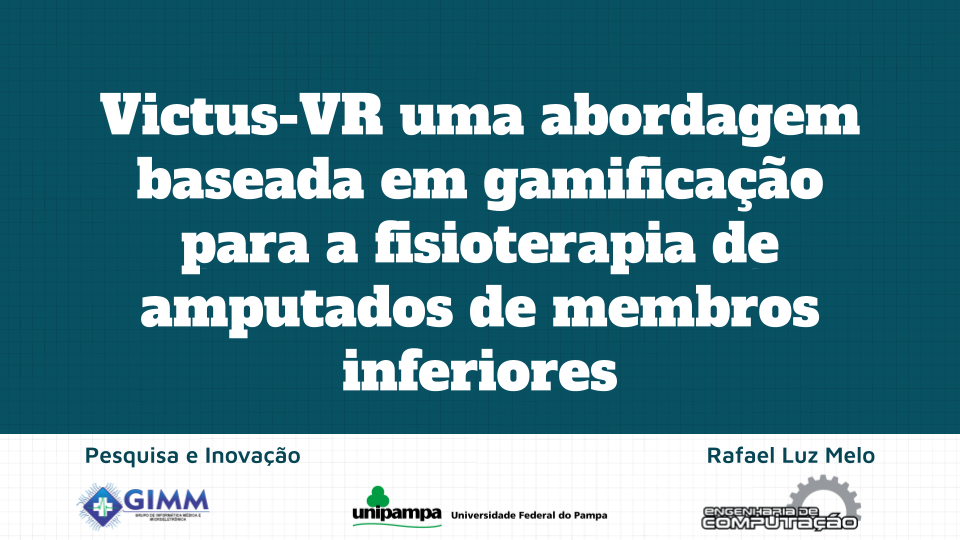 Victus-VR uma abordagem
baseada em gamificação
para a fisioterapia de
amputados de membros
inferiores
Pesquisa e Inovação
Rafael Luz Melo
GIMM
GRUPO DE INFORMÁTICA MÉDICA E
MICROELETRÔNICA
unipampa
Universidade Federal do Pampa
ENGENHARIA DE
COMPUTAÇÃO